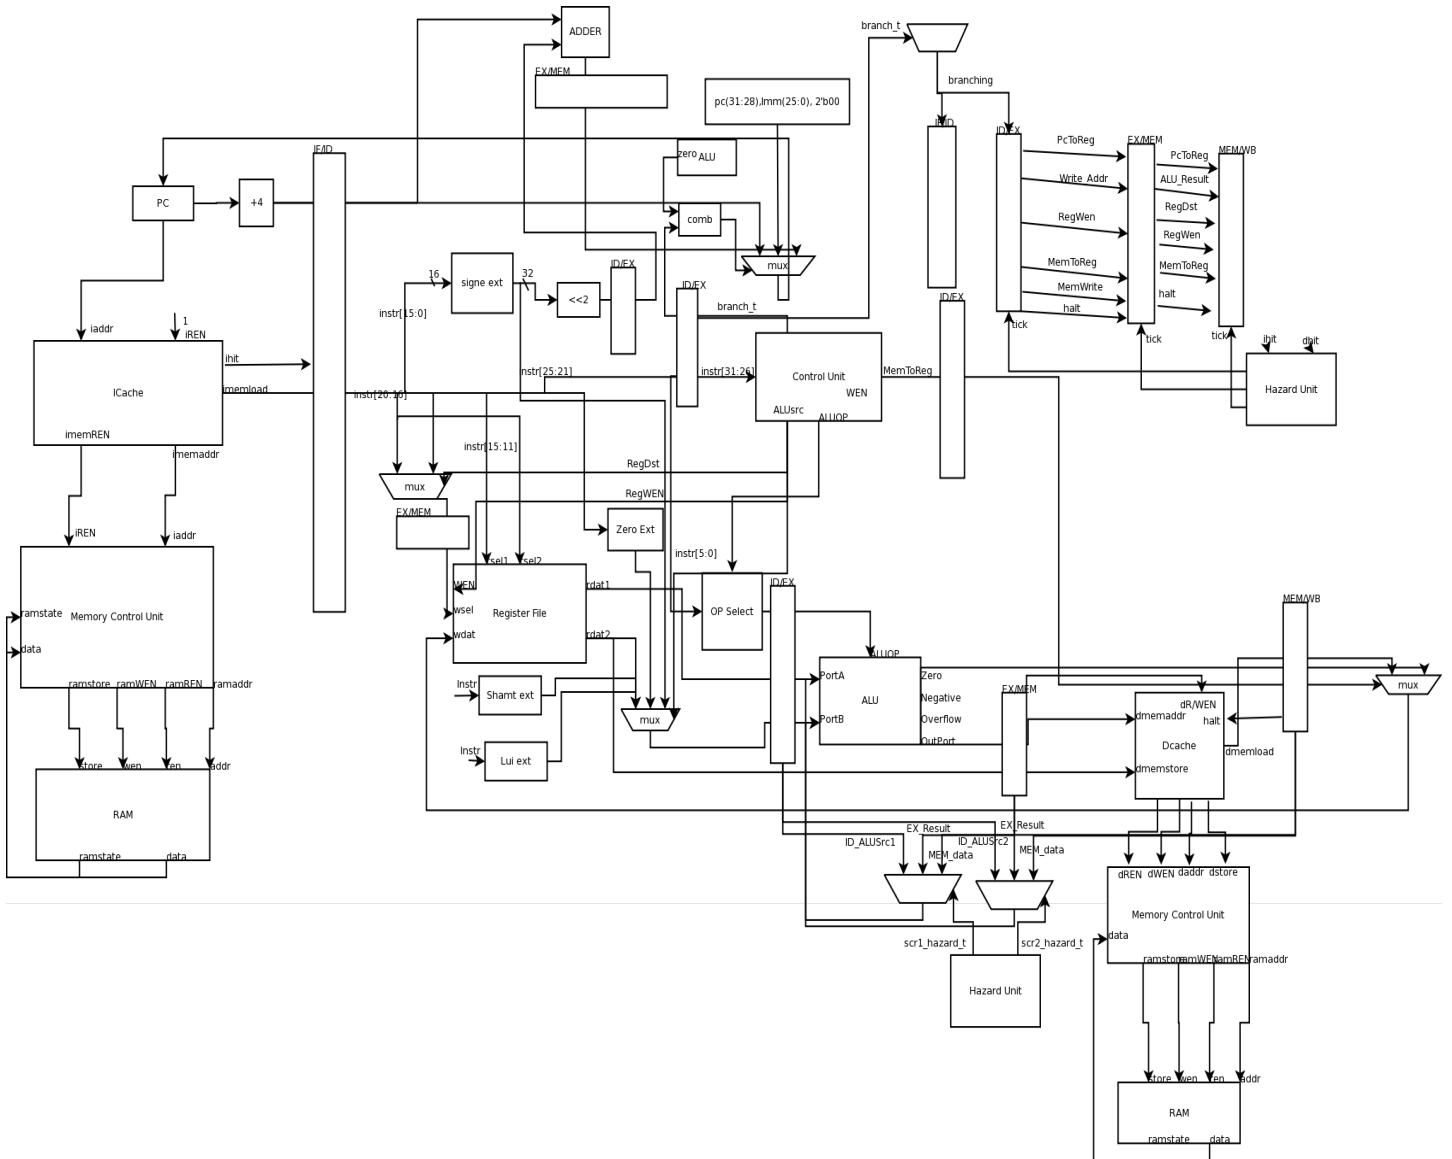 ADDER
branch_t
EX/MEM
branching
pc(31:28),Imm(25:0), 2'b00
IF/ID
ID/EX
PcToReg
EX/MEM
PcToReg
MEM/WB
IF/ID
zero
ALU
Write_Addr
ALU_Result
PC
+4
comb
RegWen
RegDst
RegWen
16
signe ext
32
ID/EX
mux
MemToReg
MemToReg
<<2
ID/EX
MemWrite
halt
instr[15:0]
branch_t
ID/EX
halt
1
iaddr
iREN
tick
tick
tick
ihit
dhit
ihit
ICache
imemload
instr[20:16]
instr[25:21]
instr[31:26]
Control Unit
MemToReg
WEN
Hazard Unit
ALUsrc
ALUOP
imemREN
imemaddr
instr[15:11]
RegDst
mux
RegWEN
EX/MEM
iREN
iaddr
Zero Ext
instr[5:0]
rsel1
rsel2
WEN
rdat1
ID/EX
MEM/WB
ramstate
Memory Control Unit
wsel
Register File
OP Select
data
wdat
rdat2
ALUOP
ramstore
ramWEN
ramREN
ramaddr
Instr
Shamt ext
PortA
Zero
ALU
Negative
EX/MEM
dR/WEN
mux
mux
PortB
Overflow
dmemaddr
halt
OutPort
Dcache
dmemload
Instr
Lui ext
dmemstore
store
wen
ren
addr
RAM
ramstate
data
EX_Result
EX_Result
ID_ALUSrc1
ID_ALUSrc2
MEM_data
MEM_data
dREN
dWEN
daddr
dstore
Memory Control Unit
data
scr1_hazard_t
scr2_hazard_t
ramstore
ramWEN
ramREN
ramaddr
Hazard Unit
store
wen
ren
addr
RAM
ramstate
data